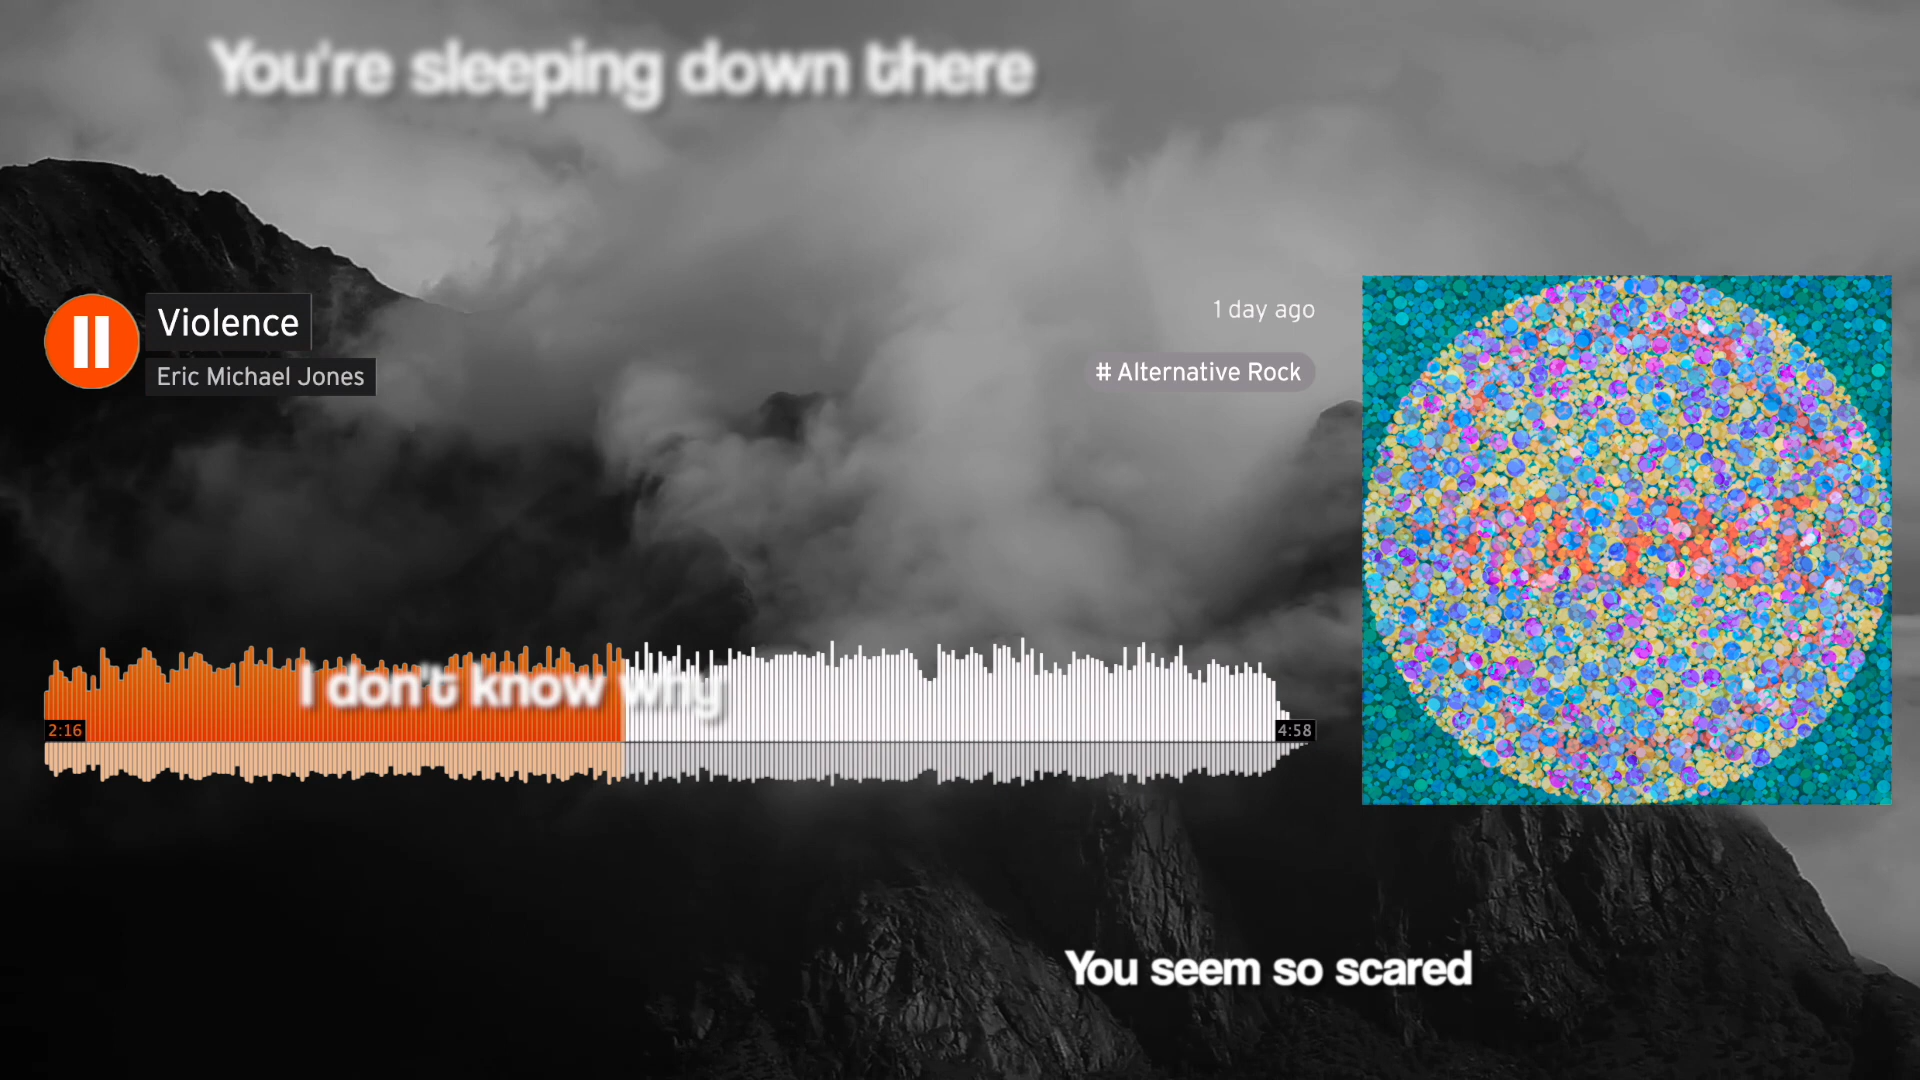 You're sleeping down there
Violence
Eric Michael Jones
1 day ago
# Alternative Rock
I don't know why
2:16
4:58
You seem so scared